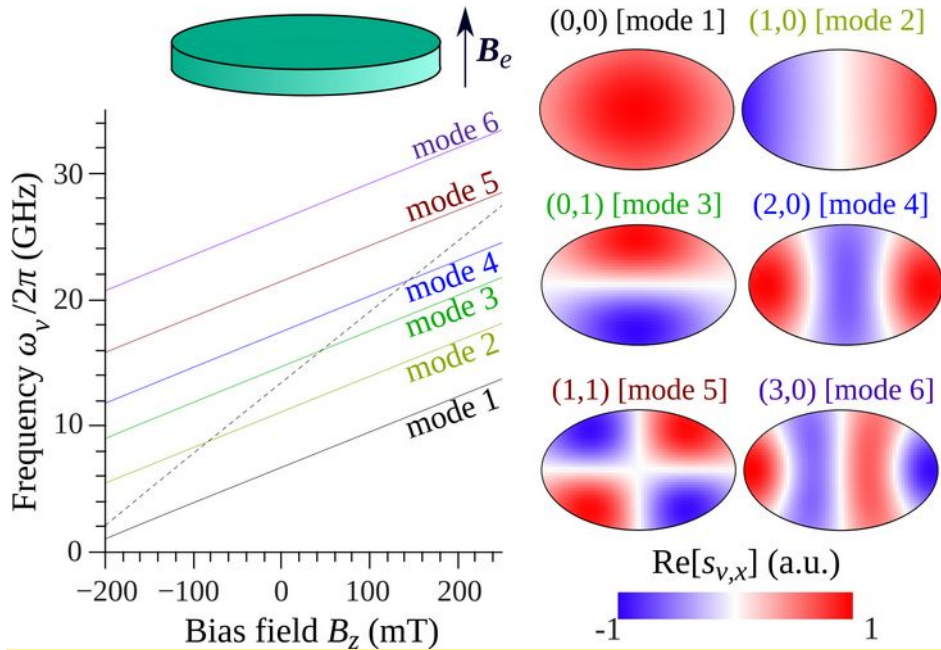 B_e
(0,0) [mode 1]
(1,0) [mode 2]
(0,1) [mode 3]
(2,0) [mode 4]
(1,1) [mode 5]
(3,0) [mode 6]
mode 6
mode 5
mode 4
mode 3
mode 2
mode 1
Frequency ω_ν/2π (GHz)
30
20
10
0
−200
−100
0
100
200
Bias field B_z (mT)
Re[s_{ν,x}] (a.u.)
-1
1